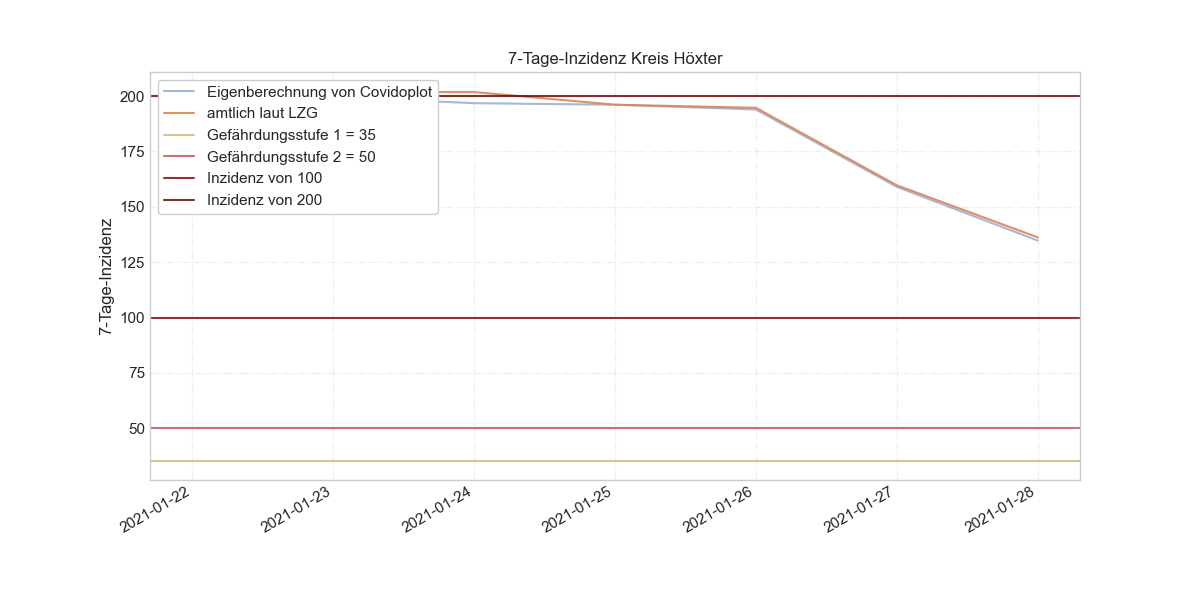 7-Tage-Inzidenz Kreis Höxter
Eigenberechnung von Covidoplot
amtlich laut LZG
Gefährdungsstufe 1 = 35
Gefährdungsstufe 2 = 50
Inzidenz von 100
Inzidenz von 200
7-Tage-Inzidenz
200
175
150
125
100
75
50
2021-01-22
2021-01-23
2021-01-24
2021-01-25
2021-01-26
2021-01-27
2021-01-28